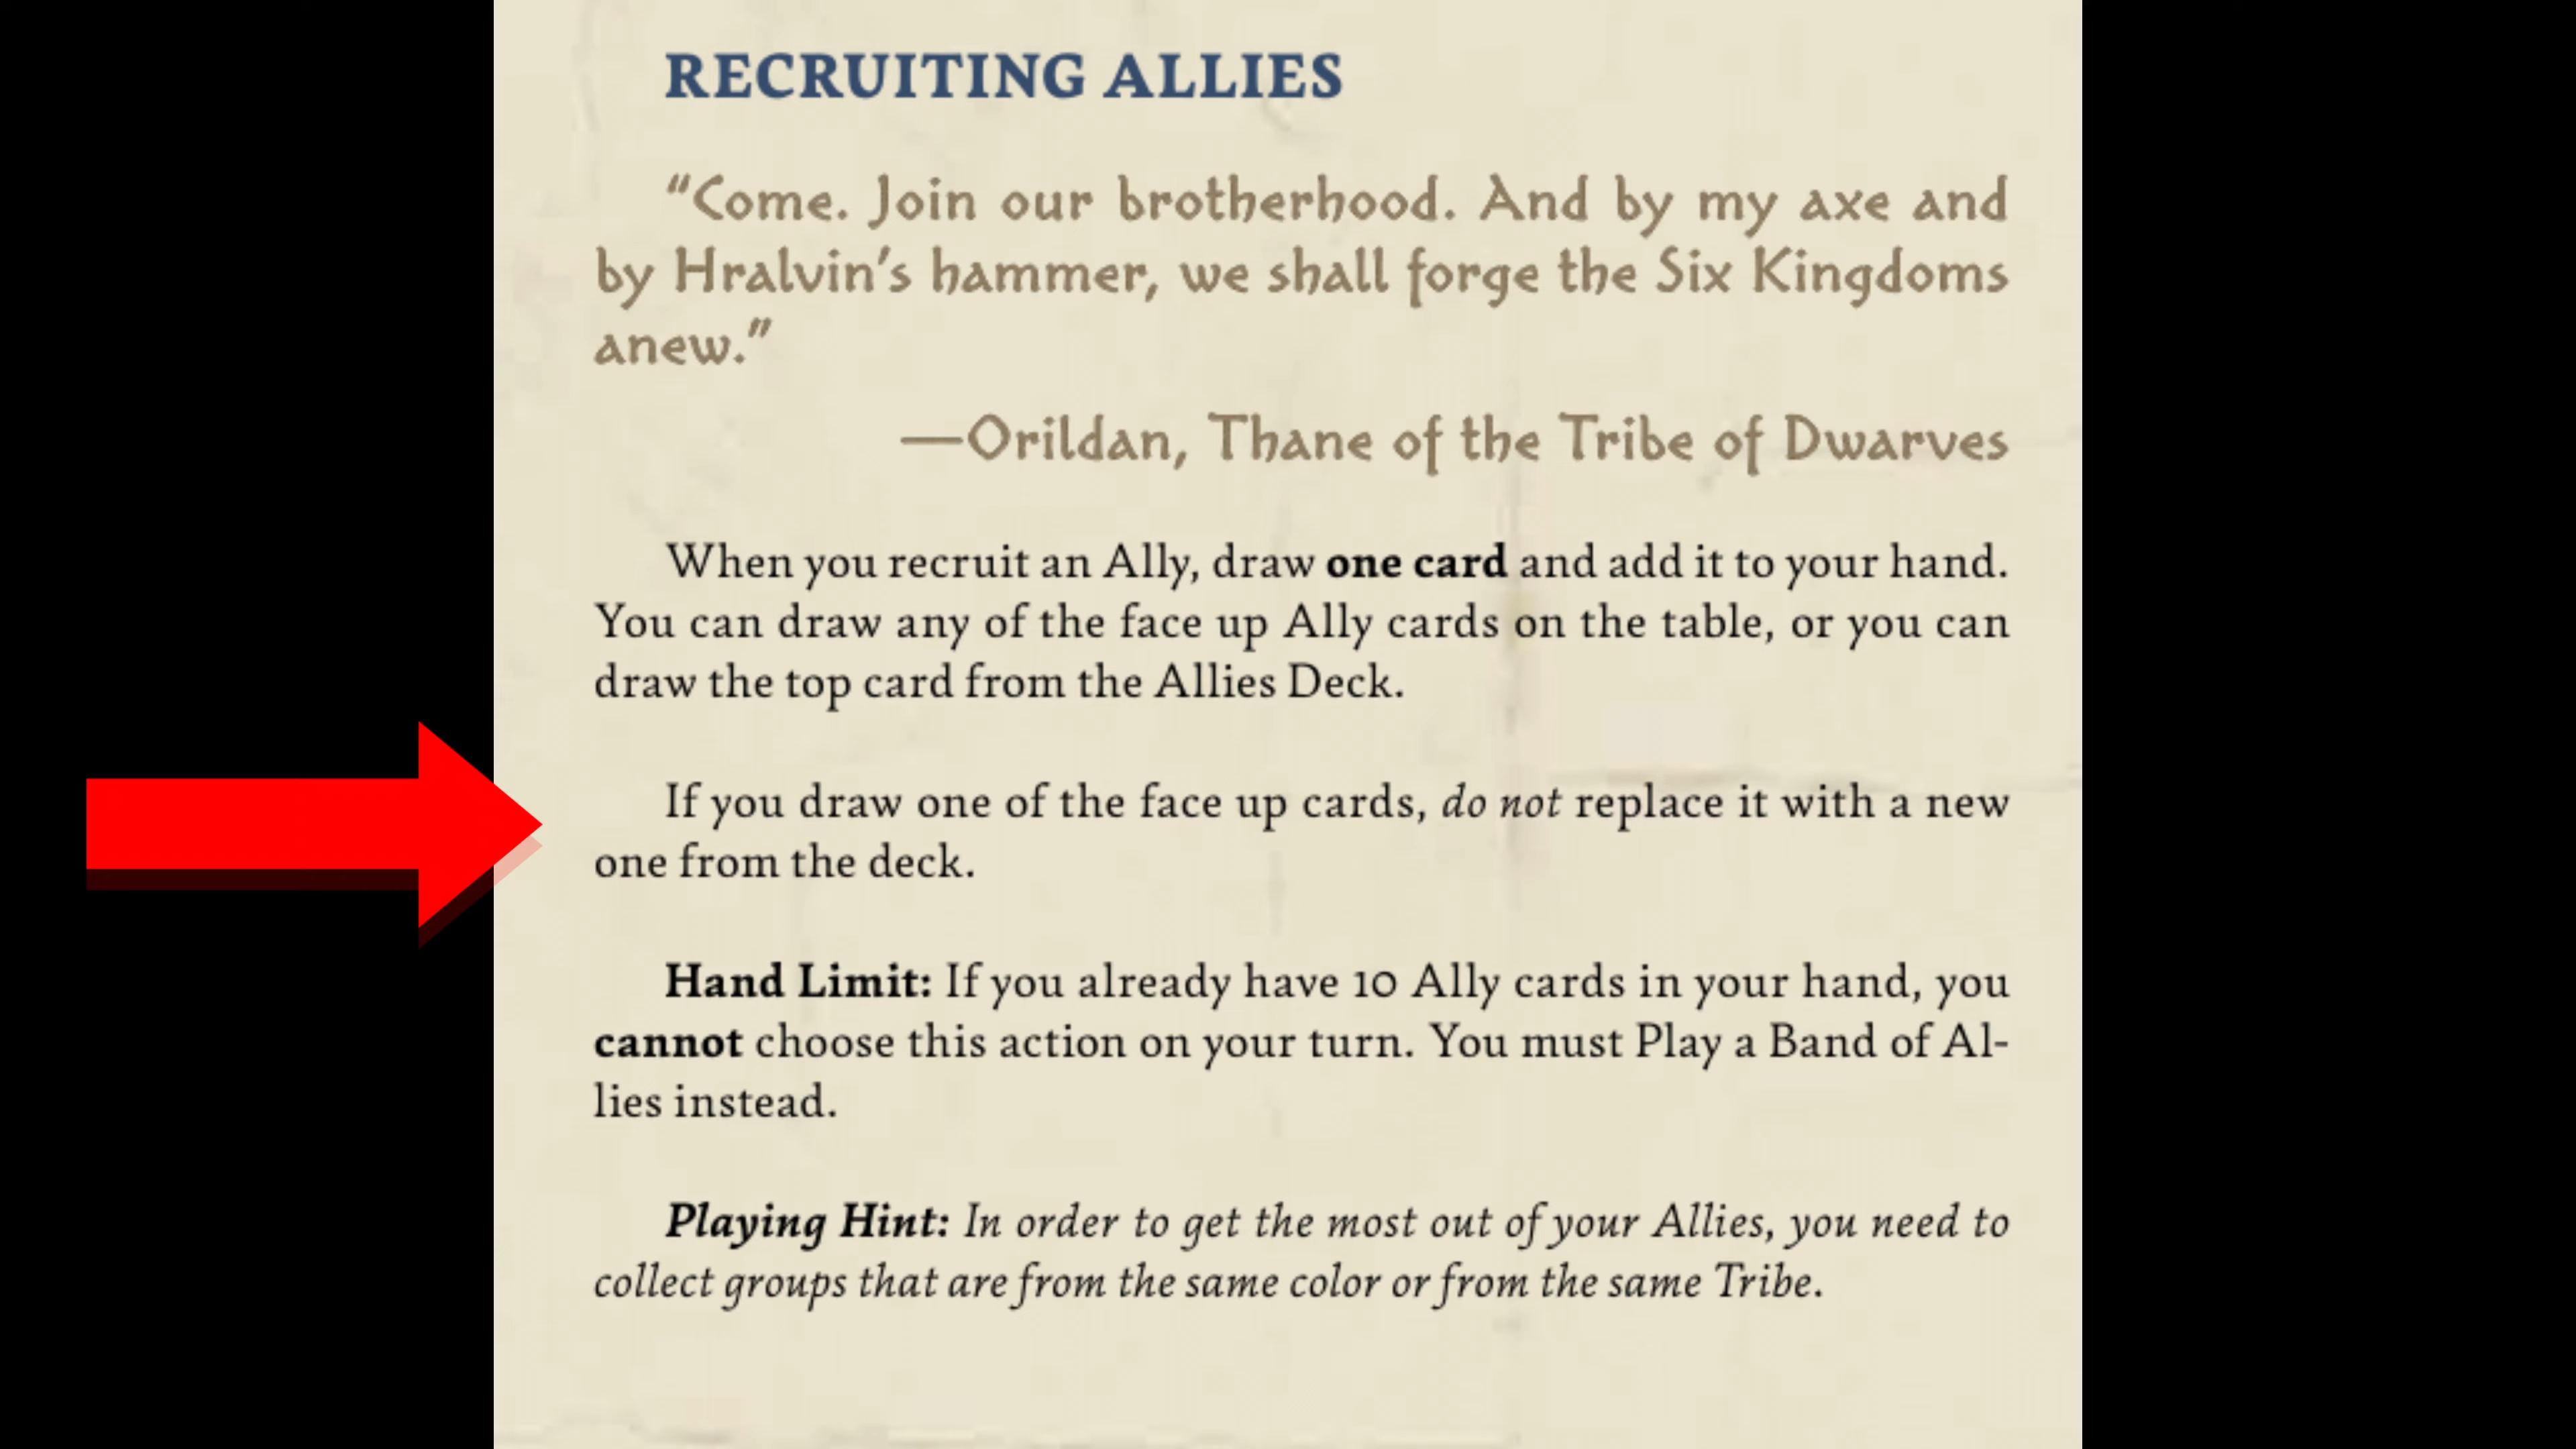 RECRUITING ALLIES
“Come. Join our brotherhood. And by my axe and
by Hralvin’s hammer, we shall forge the Six Kingdoms
anew.”
—Orildan, Thane of the Tribe of Dwarves
When you recruit an Ally, draw one card and add it to your hand.
You can draw any of the face up Ally cards on the table, or you can
draw the top card from the Allies Deck.
If you draw one of the face up cards, do not replace it with a new
one from the deck.
Hand Limit: If you already have 10 Ally cards in your hand, you
cannot choose this action on your turn. You must Play a Band of Al-
lies instead.
Playing Hint: In order to get the most out of your Allies, you need to
collect groups that are from the same color or from the same Tribe.